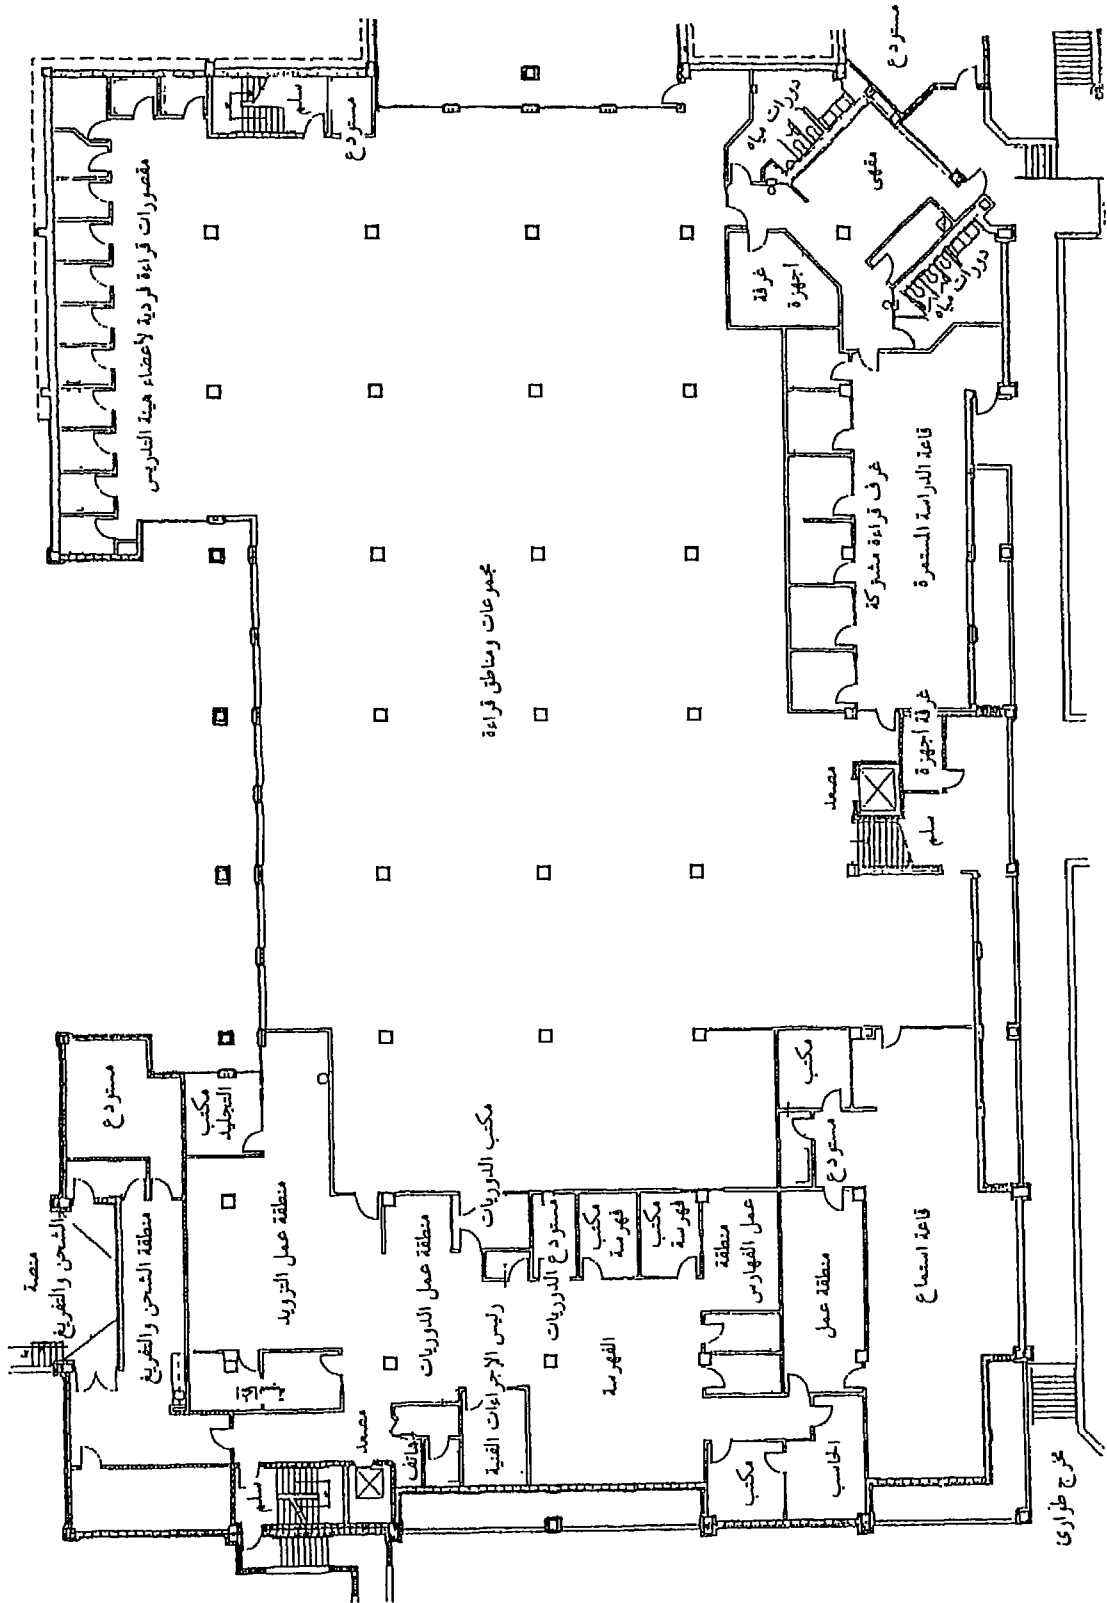 منصة
الشحن والتفريغ
منطقة الشحن والتفريغ
مستودع
مكتب
التجليد
منطقة عمل التزويد
سلم
مصعد
هاتف
منطقة عمل الدوريات
مكتب الدوريات
رئيس الإجراءات الفنية
مستودع الدوريات
مكتب
فهرسة
مكتب
فهرسة
الفهرسة
منطقة
عمل الفهارس
مكتب
الحاسب
منطقة
عمل
مستودع
مكتب
قاعة استماع
مخرج طوارئ
مقصورات قراءة فردية لأعضاء هيئة التدريس
سلم
مستودع
مجموعات ومناطق قراءة
مصعد
سلم
غرفة اجهزة
غرف قراءة مشتركة
قاعة الدراسة المستمرة
غرفة
اجهزة
دورات مياه
مقهى
دورات مياه
مستودع